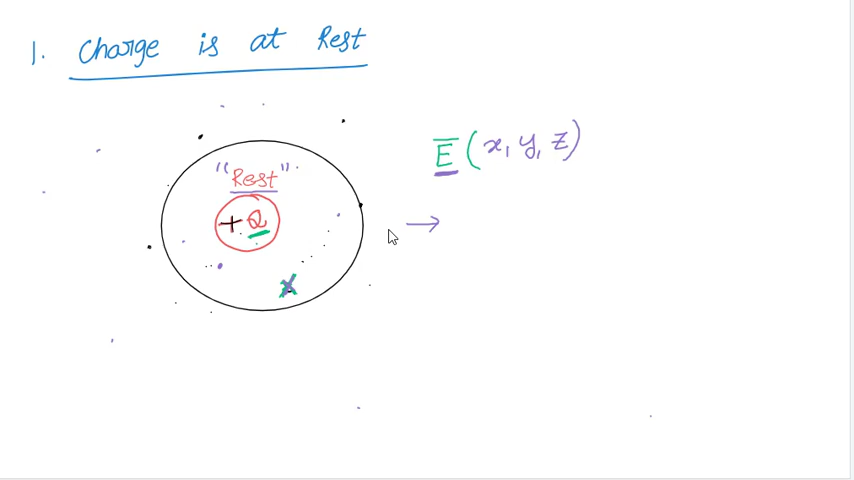 1. Charge is at Rest
"Rest"
+Q
E̅ (x, y, z)
→
x